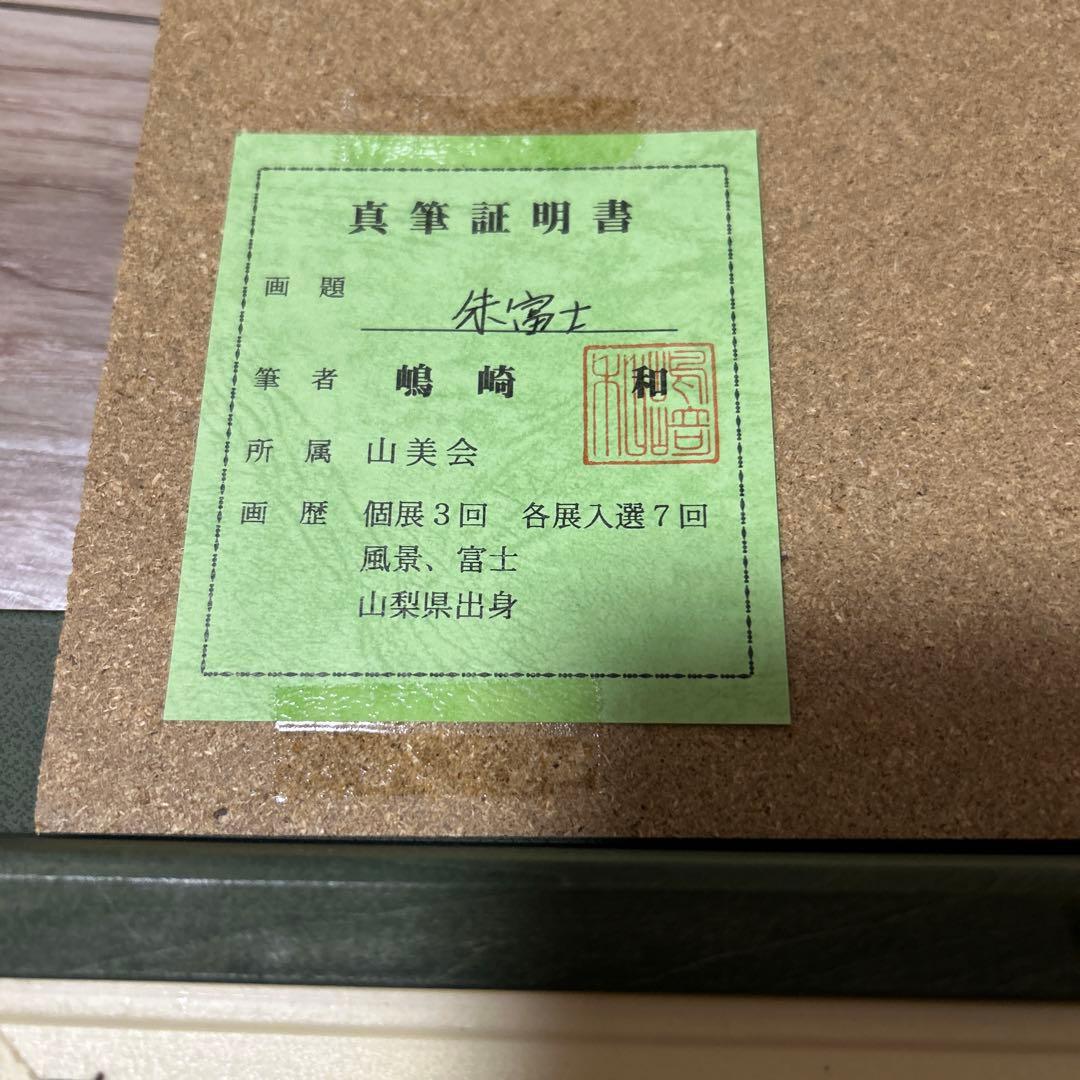 真筆証明書
画題 朱富士
筆者 嶋崎 和
所属 山美会
画歴 個展3回 各展入選7回
風景、富士
山梨県出身